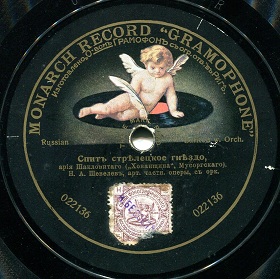 MONARCH RECORD "GRAMOPHONE"
Russian
Orch.
Спитъ стрѣлецкое гнѣздо,
арія Шакловитаго („Хованщина", Мусоргскаго).
Н. А. Шевелевъ, арт. частн. оперы, съ орк.
022136
022136